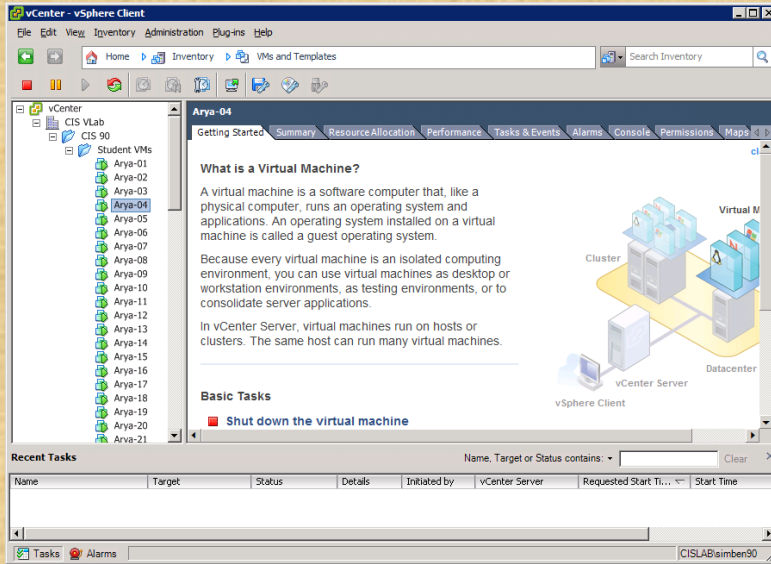 vCenter - vSphere Client
File Edit View Inventory Administration Plug-ins Help
Home Inventory VMs and Templates
Search Inventory
vCenter
CIS VLab
CIS 90
Student VMs
Arya-01
Arya-02
Arya-03
Arya-04
Arya-05
Arya-06
Arya-07
Arya-08
Arya-09
Arya-10
Arya-11
Arya-12
Arya-13
Arya-14
Arya-15
Arya-16
Arya-17
Arya-18
Arya-19
Arya-20
Arya-21
Arya-04
Getting Started Summary Resource Allocation Performance Tasks & Events Alarms Console Permissions Maps
cl
What is a Virtual Machine?
A virtual machine is a software computer that, like a
physical computer, runs an operating system and
applications. An operating system installed on a virtual
machine is called a guest operating system.
Because every virtual machine is an isolated computing
environment, you can use virtual machines as desktop or
workstation environments, as testing environments, or to
consolidate server applications.
In vCenter Server, virtual machines run on hosts or
clusters. The same host can run many virtual machines.
Virtual M
Cluster
Datacenter
vCenter Server
vSphere Client
Basic Tasks
Shut down the virtual machine
Recent Tasks
Name, Target or Status contains: Clear
Name Target Status Details Initiated by vCenter Server Requested Start Ti... Start Time
Tasks Alarms
CISLAB\simben90